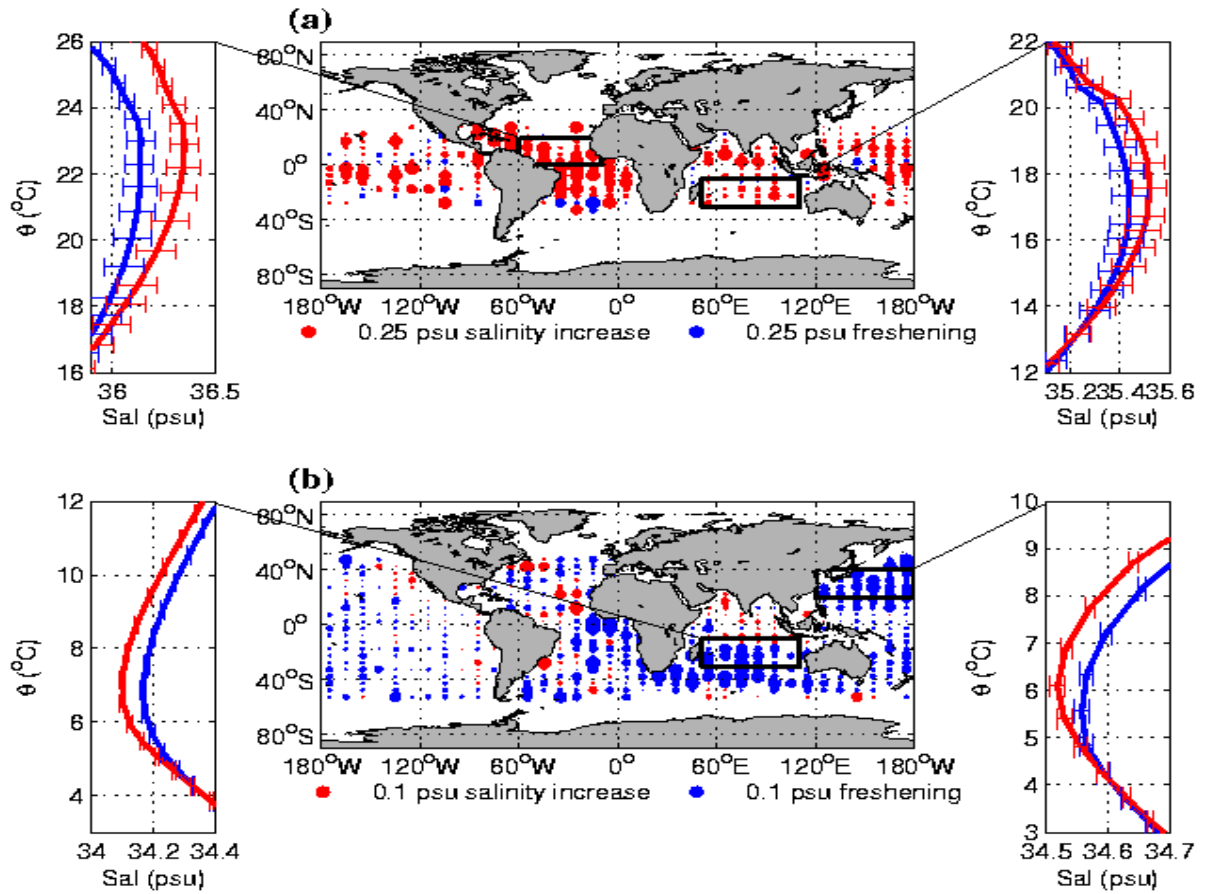 (a)
26
24
22
20
18
16
θ (°C)
36
36.5
Sal (psu)
80°N
40°N
0°
40°S
80°S
180°W
120°W
60°W
0°
60°E
120°E
180°W
0.25 psu salinity increase
0.25 psu freshening
22
20
18
16
14
12
θ (°C)
35.2
35.4
35.6
Sal (psu)
(b)
12
10
8
6
4
θ (°C)
34
34.2
34.4
Sal (psu)
80°N
40°N
0°
40°S
80°S
180°W
120°W
60°W
0°
60°E
120°E
180°W
0.1 psu salinity increase
0.1 psu freshening
10
9
8
7
6
5
4
3
θ (°C)
34.5
34.6
34.7
Sal (psu)